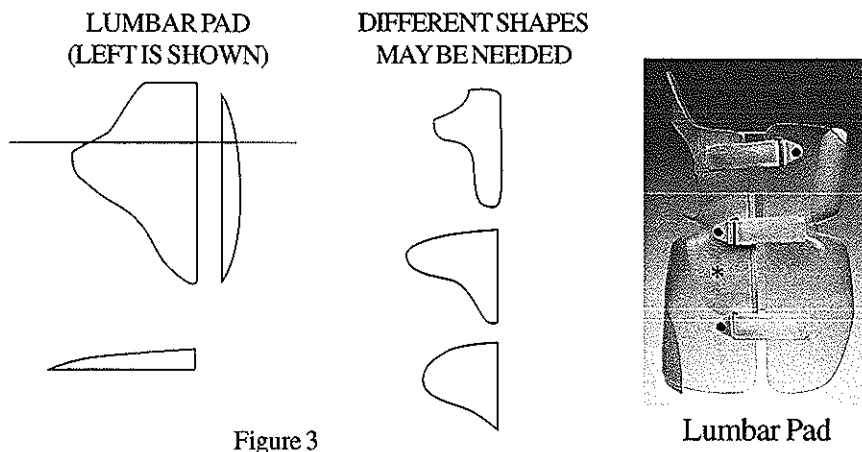 LUMBAR PAD
(LEFT IS SHOWN)
DIFFERENT SHAPES
MAY BE NEEDED
*
Figure 3
Lumbar Pad